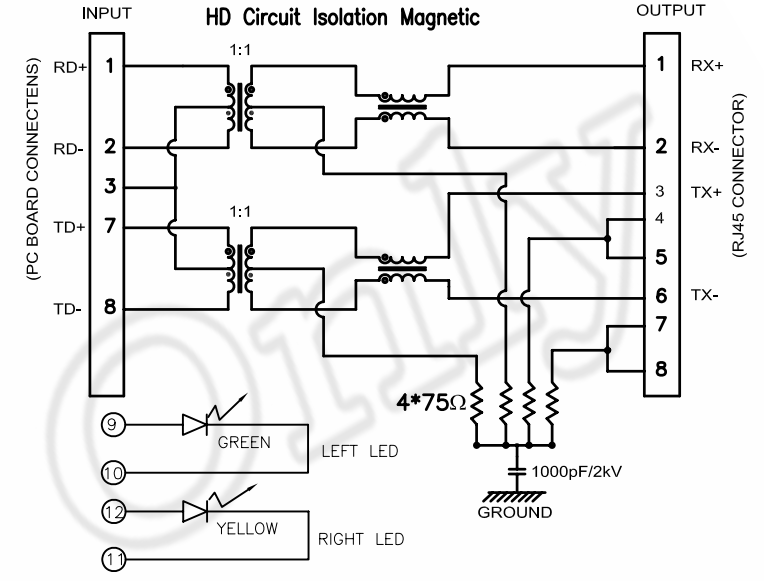 INPUT
HD Circuit Isolation Magnetic
OUTPUT
1:1
RD+ 1
1 RX+
RD- 2
2 RX-
3
3 TX+
1:1
4
TD+ 7
5
TD- 8
6 TX-
7
8
(PC BOARD CONNECTENS)
(RJ45 CONNECTOR)
4*75Ω
9
GREEN
LEFT LED
10
1000pF/2kV
GROUND
12
YELLOW
RIGHT LED
11
Only